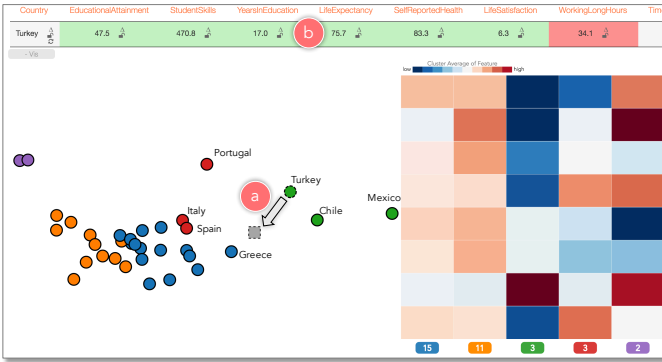 Country EducationalAttainment StudentSkills YearsInEducation LifeExpectancy SelfReportedHealth LifeSatisfaction WorkingLongHours Time
Turkey 47.5 470.8 17.0 b 75.7 83.3 6.3 34.1
- Vis
Cluster Average of Feature
low high
Portugal
Turkey
a
Mexico
Italy
Chile
Spain
Greece
15 11 3 3 2